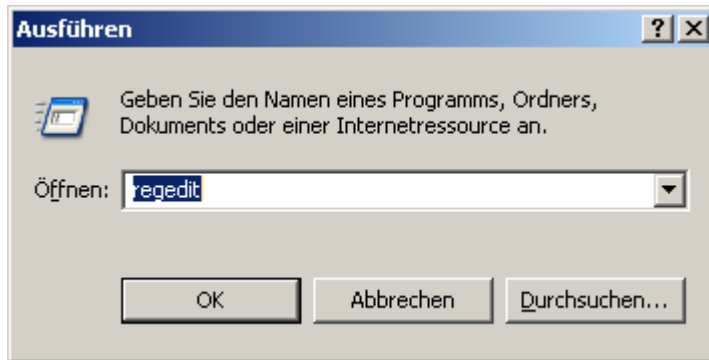 Ausführen
Geben Sie den Namen eines Programms, Ordners,
Dokuments oder einer Internetressource an.
Öffnen: regedit
OK Abbrechen Durchsuchen...